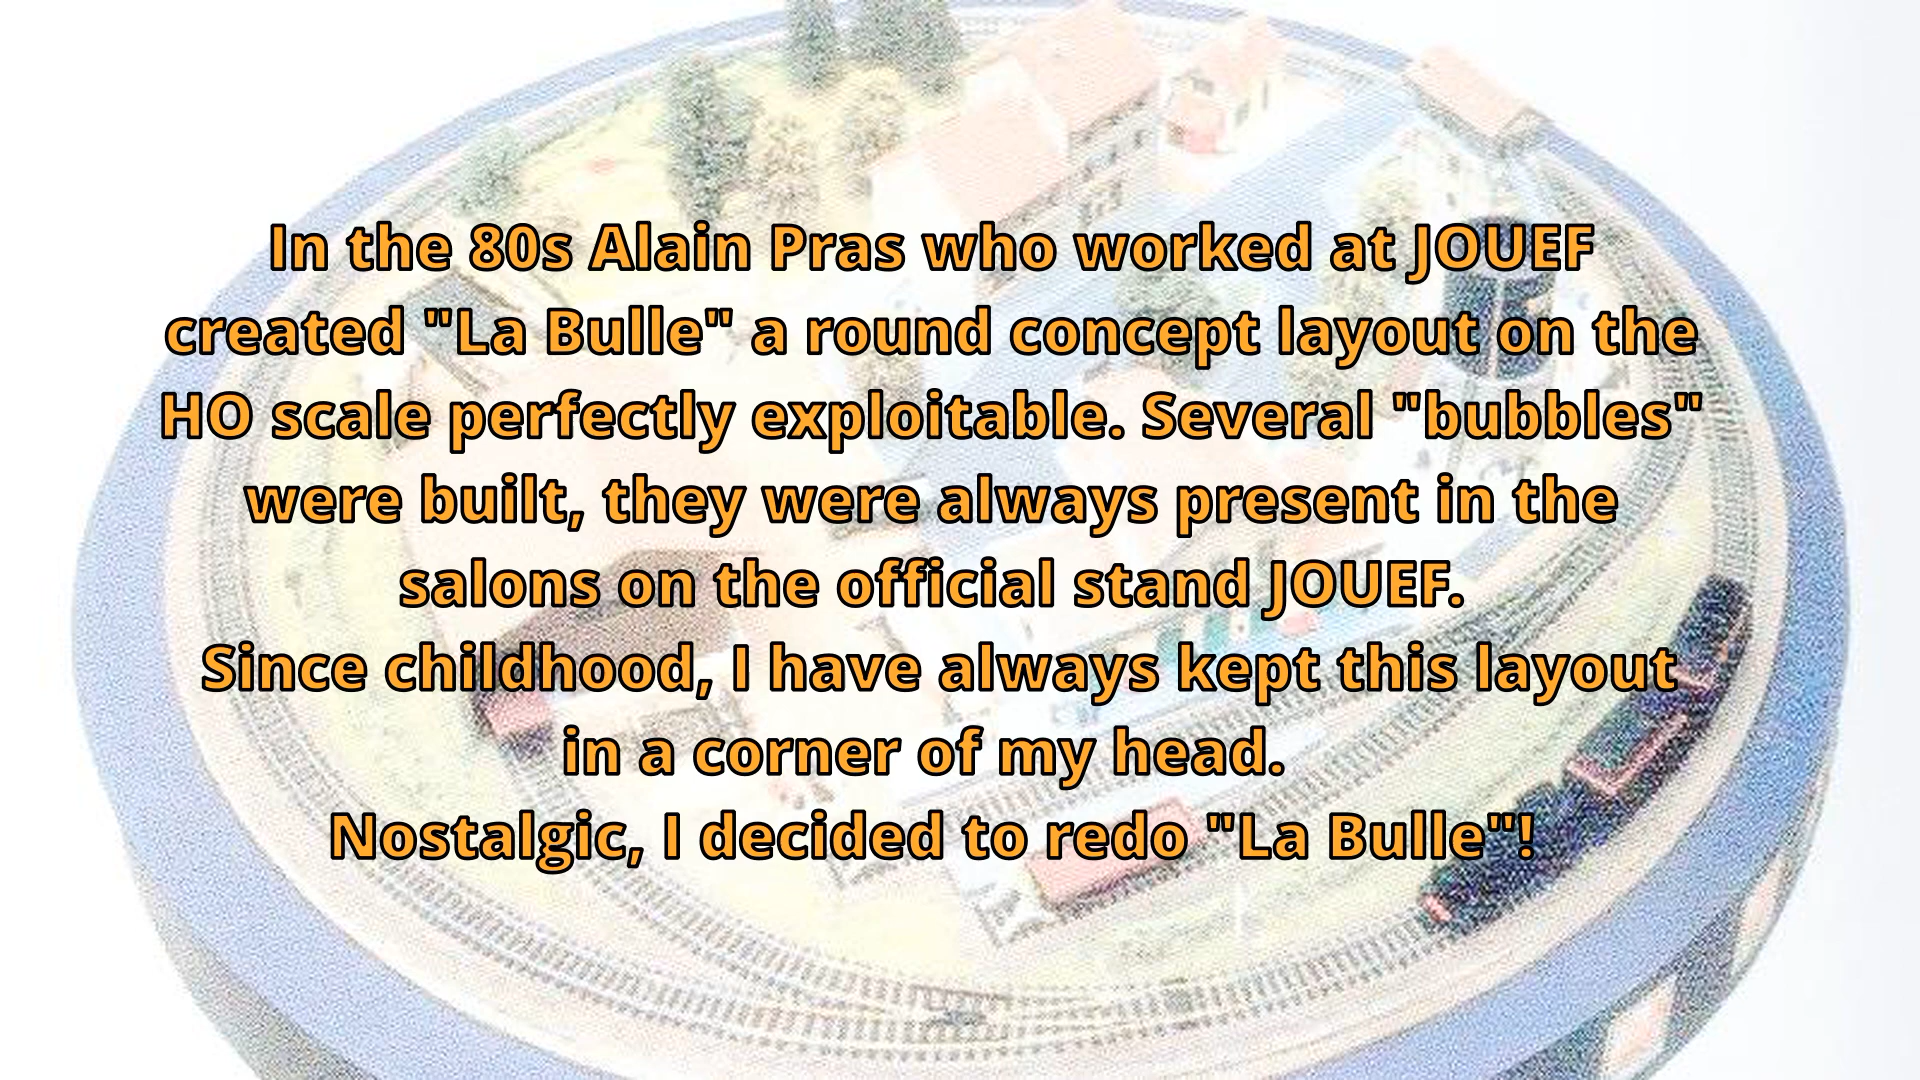 In the 80s Alain Pras who worked at JOUEF
created "La Bulle" a round concept layout on the
HO scale perfectly exploitable. Several "bubbles"
were built, they were always present in the
salons on the official stand JOUEF.
Since childhood, I have always kept this layout
in a corner of my head.
Nostalgic, I decided to redo "La Bulle"!